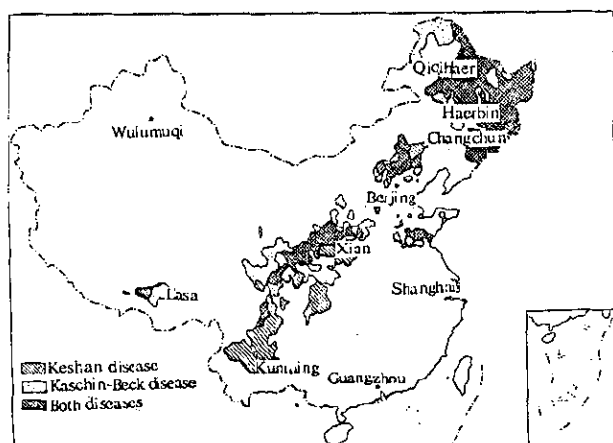 Qiqihaer
Haerbin
Changchun
Wulumuqi
Beijing
Xian
Lasa
Shanghai
Kunming
Guangzhou
Keshan disease
Kaschin-Beck disease
Both diseases